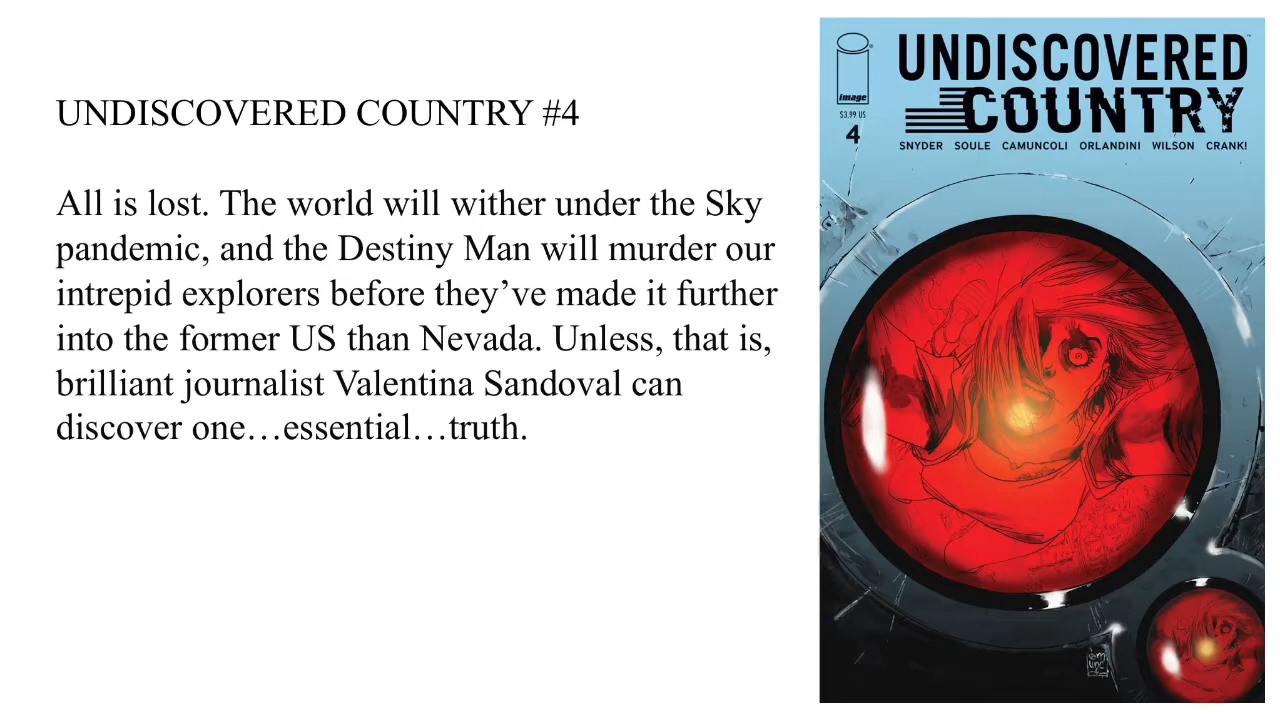 UNDISCOVERED COUNTRY #4
All is lost. The world will wither under the Sky
pandemic, and the Destiny Man will murder our
intrepid explorers before they’ve made it further
into the former US than Nevada. Unless, that is,
brilliant journalist Valentina Sandoval can
discover one…essential…truth.
UNDISCOVERED
COUNTRY
SNYDER SOULE CAMUNCOLI ORLANDINI WILSON CRANK!
image
$3.99 US
4